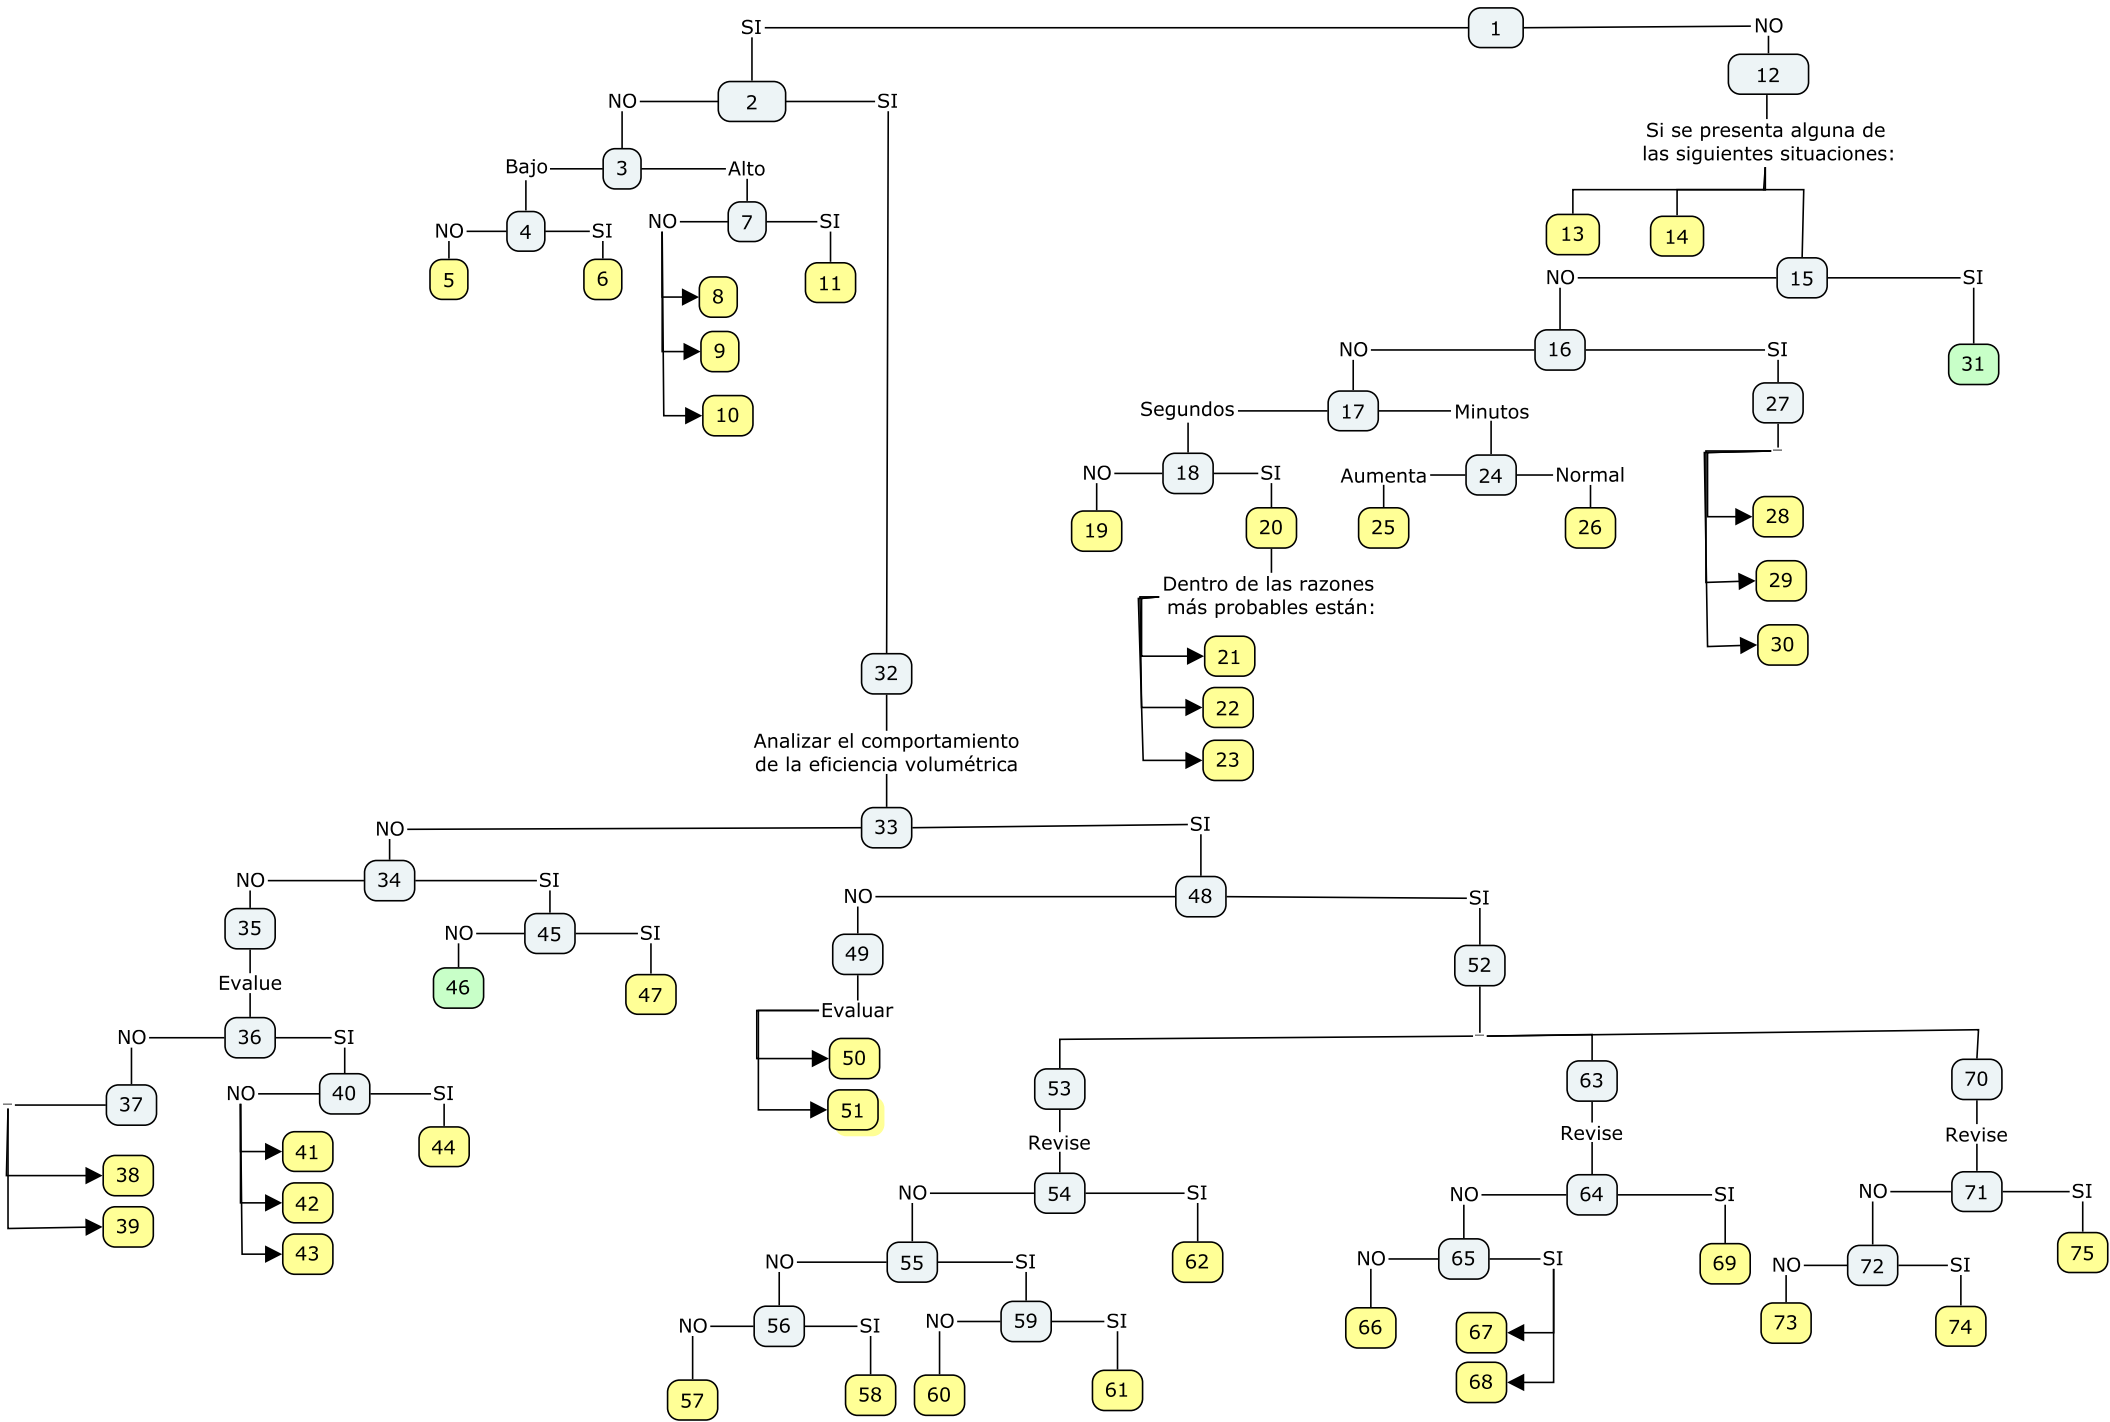 SI
1
NO
12
2
NO
SI
Si se presenta alguna de
las siguientes situaciones:
3
Bajo
Alto
4
NO
SI
7
NO
SI
5
6
8
9
10
11
13
14
15
NO
SI
16
NO
SI
31
17
Segundos
Minutos
27
18
NO
SI
24
Aumenta
Normal
19
20
25
26
28
29
30
Dentro de las razones
más probables están:
21
22
23
32
Analizar el comportamiento
de la eficiencia volumétrica
33
NO
SI
34
NO
SI
48
NO
SI
35
45
NO
SI
49
52
Evalue
46
47
Evaluar
36
NO
SI
50
51
37
40
NO
SI
38
39
41
42
43
44
53
63
70
Revise
Revise
Revise
54
NO
SI
64
NO
SI
71
NO
SI
55
NO
SI
62
65
NO
SI
69
72
NO
SI
75
56
NO
SI
59
NO
SI
66
67
68
73
74
57
58
60
61